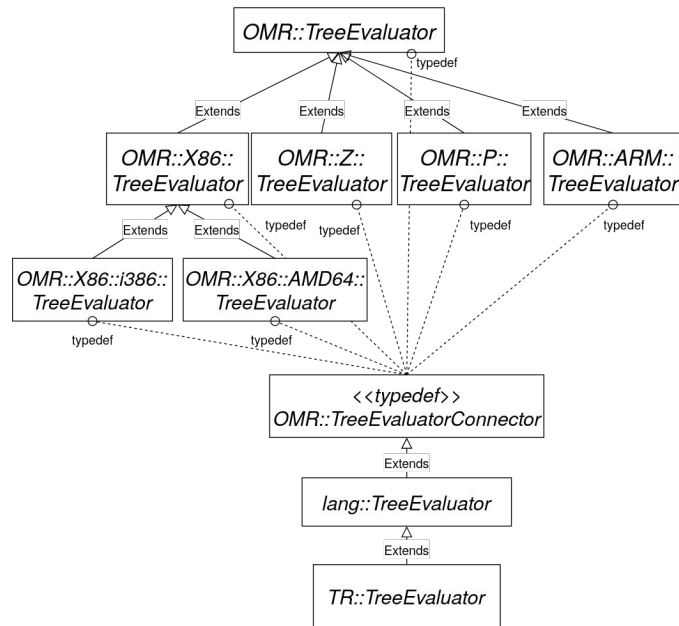 OMR::TreeEvaluator
typedef
Extends
Extends
Extends
Extends
OMR::X86::
TreeEvaluator
OMR::Z::
TreeEvaluator
OMR::P::
TreeEvaluator
OMR::ARM::
TreeEvaluator
typedef
typedef
typedef
typedef
Extends
Extends
OMR::X86::i386::
TreeEvaluator
OMR::X86::AMD64::
TreeEvaluator
typedef
typedef
<<typedef>>
OMR::TreeEvaluatorConnector
Extends
lang::TreeEvaluator
Extends
TR::TreeEvaluator